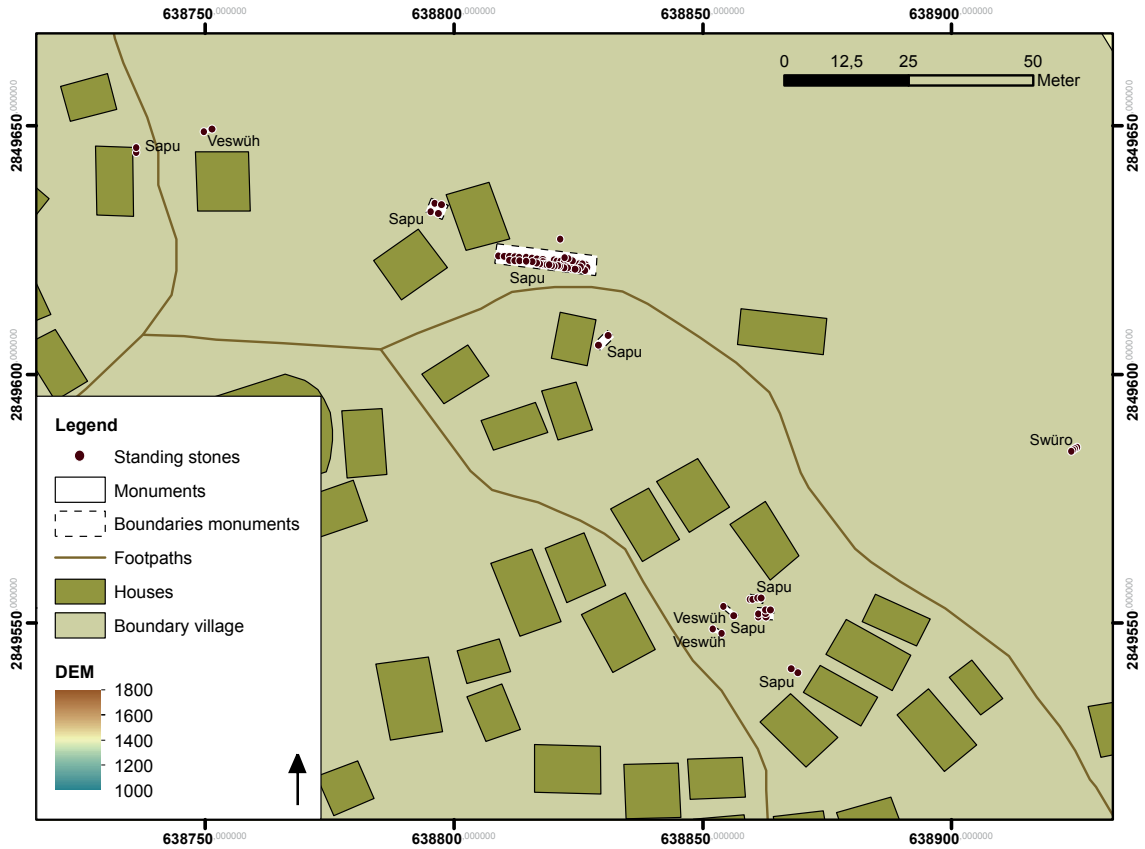 638750.000000 638800.000000 638850.000000 638900.000000
0 12,5 25 50
Meter
2849650.000000 2849650.000000
Sapu Veswüh
Sapu
Sapu
Sapu
2849600.000000 2849600.000000
Swüro
Legend
Standing stones
Monuments
Boundaries monuments
Footpaths
Houses
Boundary village
DEM
1800
1600
1400
1200
1000
Sapu
Veswüh
Sapu
Veswüh
Sapu
2849550.000000 2849550.000000
638750.000000 638800.000000 638850.000000 638900.000000